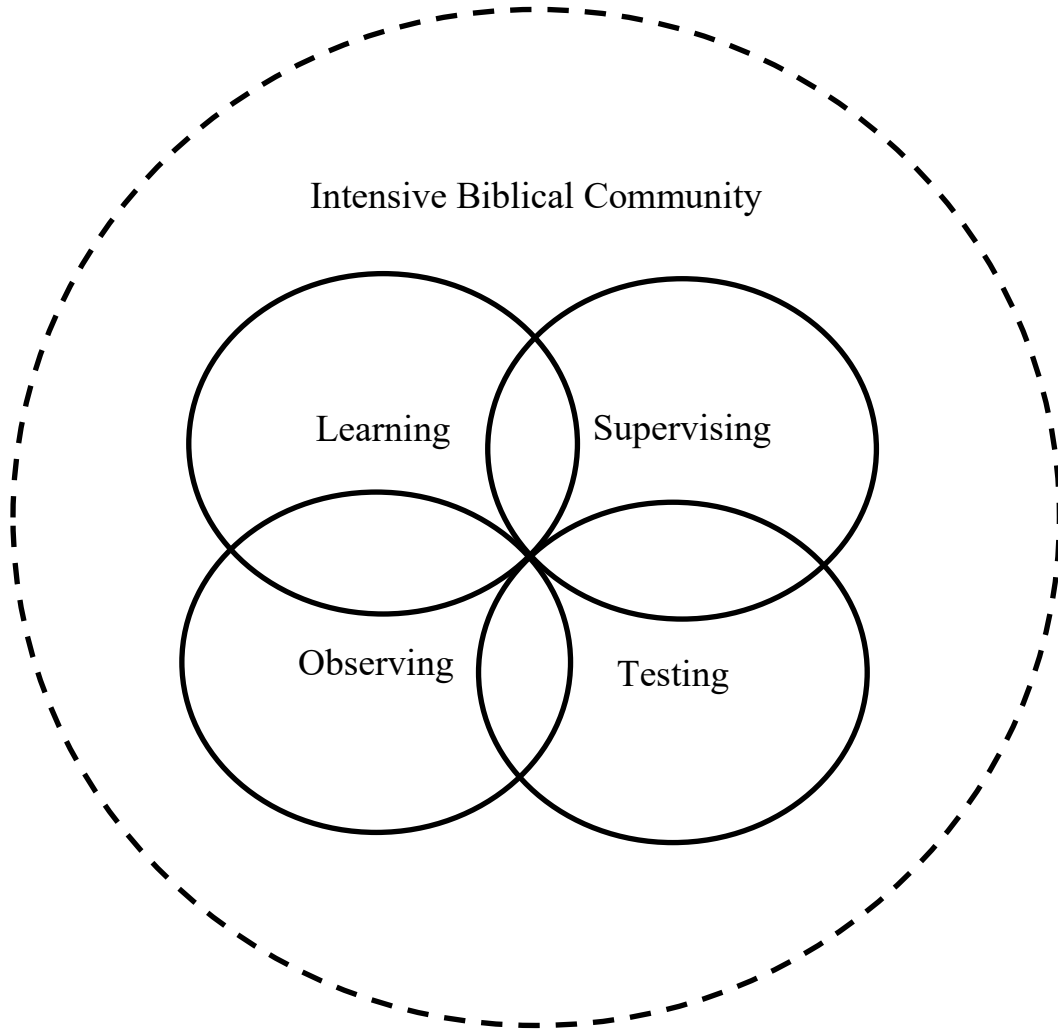 Intensive Biblical Community
Learning
Supervising
Observing
Testing